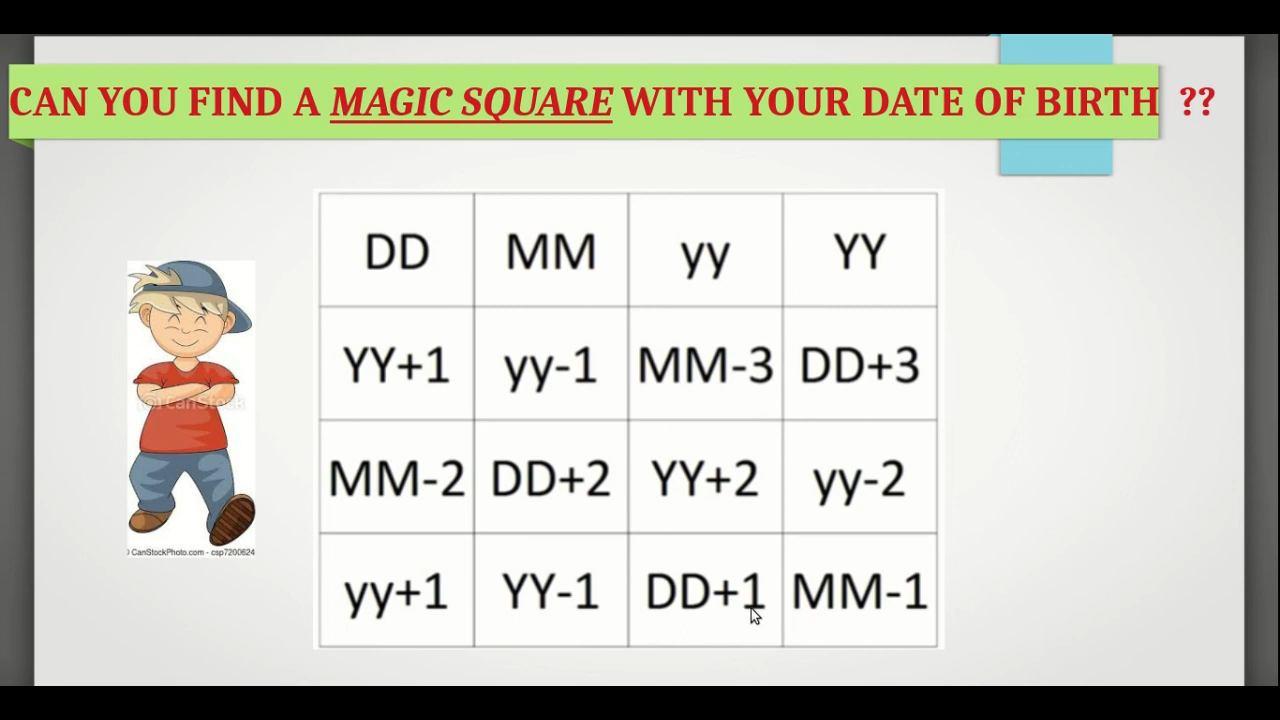 CAN YOU FIND A MAGIC SQUARE WITH YOUR DATE OF BIRTH ??
DD MM yy YY
YY+1 yy-1 MM-3 DD+3
MM-2 DD+2 YY+2 yy-2
yy+1 YY-1 DD+1 MM-1
CanStock
© CanStockPhoto.com - csp7200624